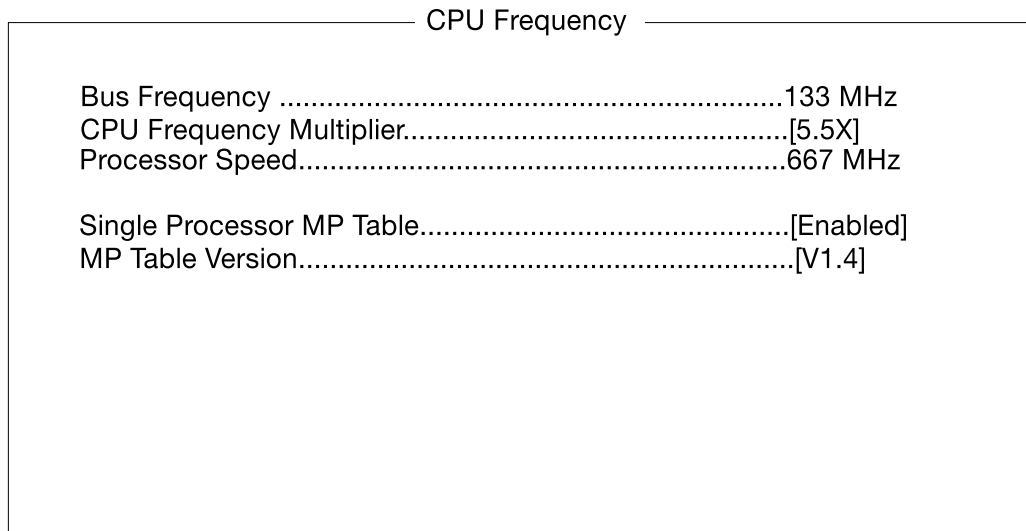 CPU Frequency
Bus Frequency .................................................................133 MHz
CPU Frequency Multiplier.................................................[5.5X]
Processor Speed...............................................................667 MHz
Single Processor MP Table................................................[Enabled]
MP Table Version................................................................[V1.4]